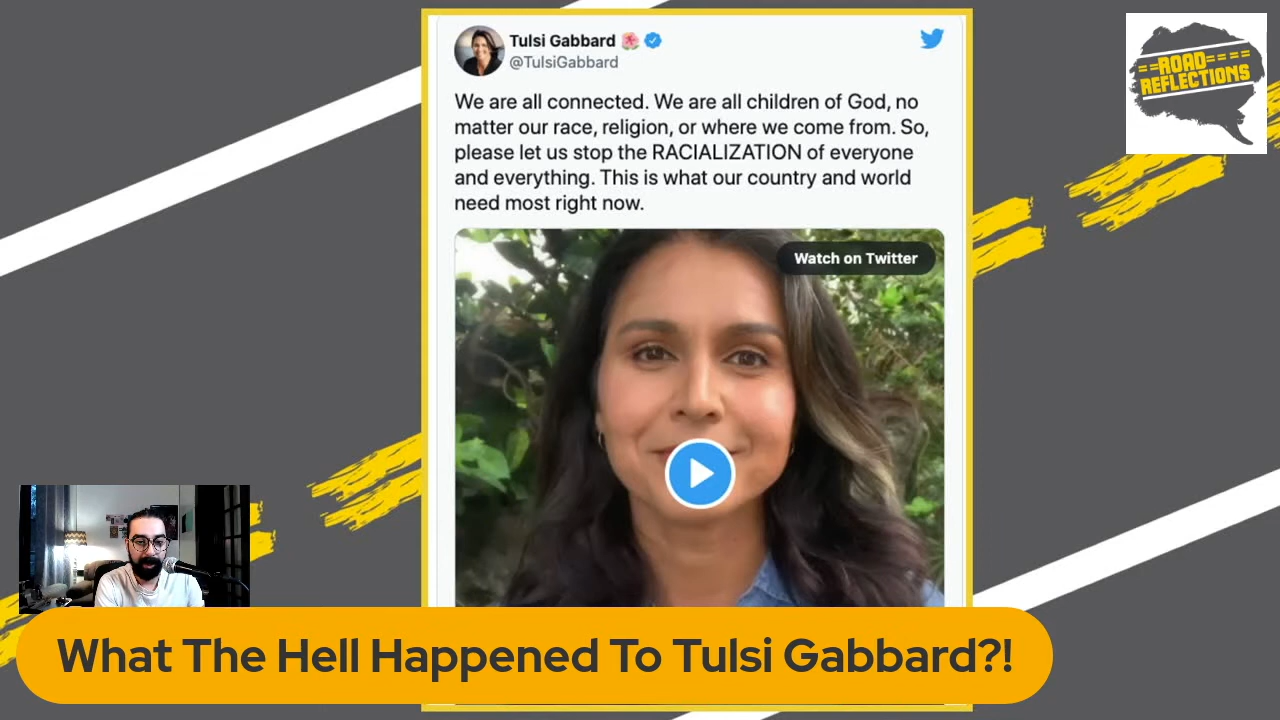 Tulsi Gabbard 🌺
@TulsiGabbard
We are all connected. We are all children of God, no
matter our race, religion, or where we come from. So,
please let us stop the RACIALIZATION of everyone
and everything. This is what our country and world
need most right now.
Watch on Twitter
==ROAD====
REFLECTIONS
What The Hell Happened To Tulsi Gabbard?!